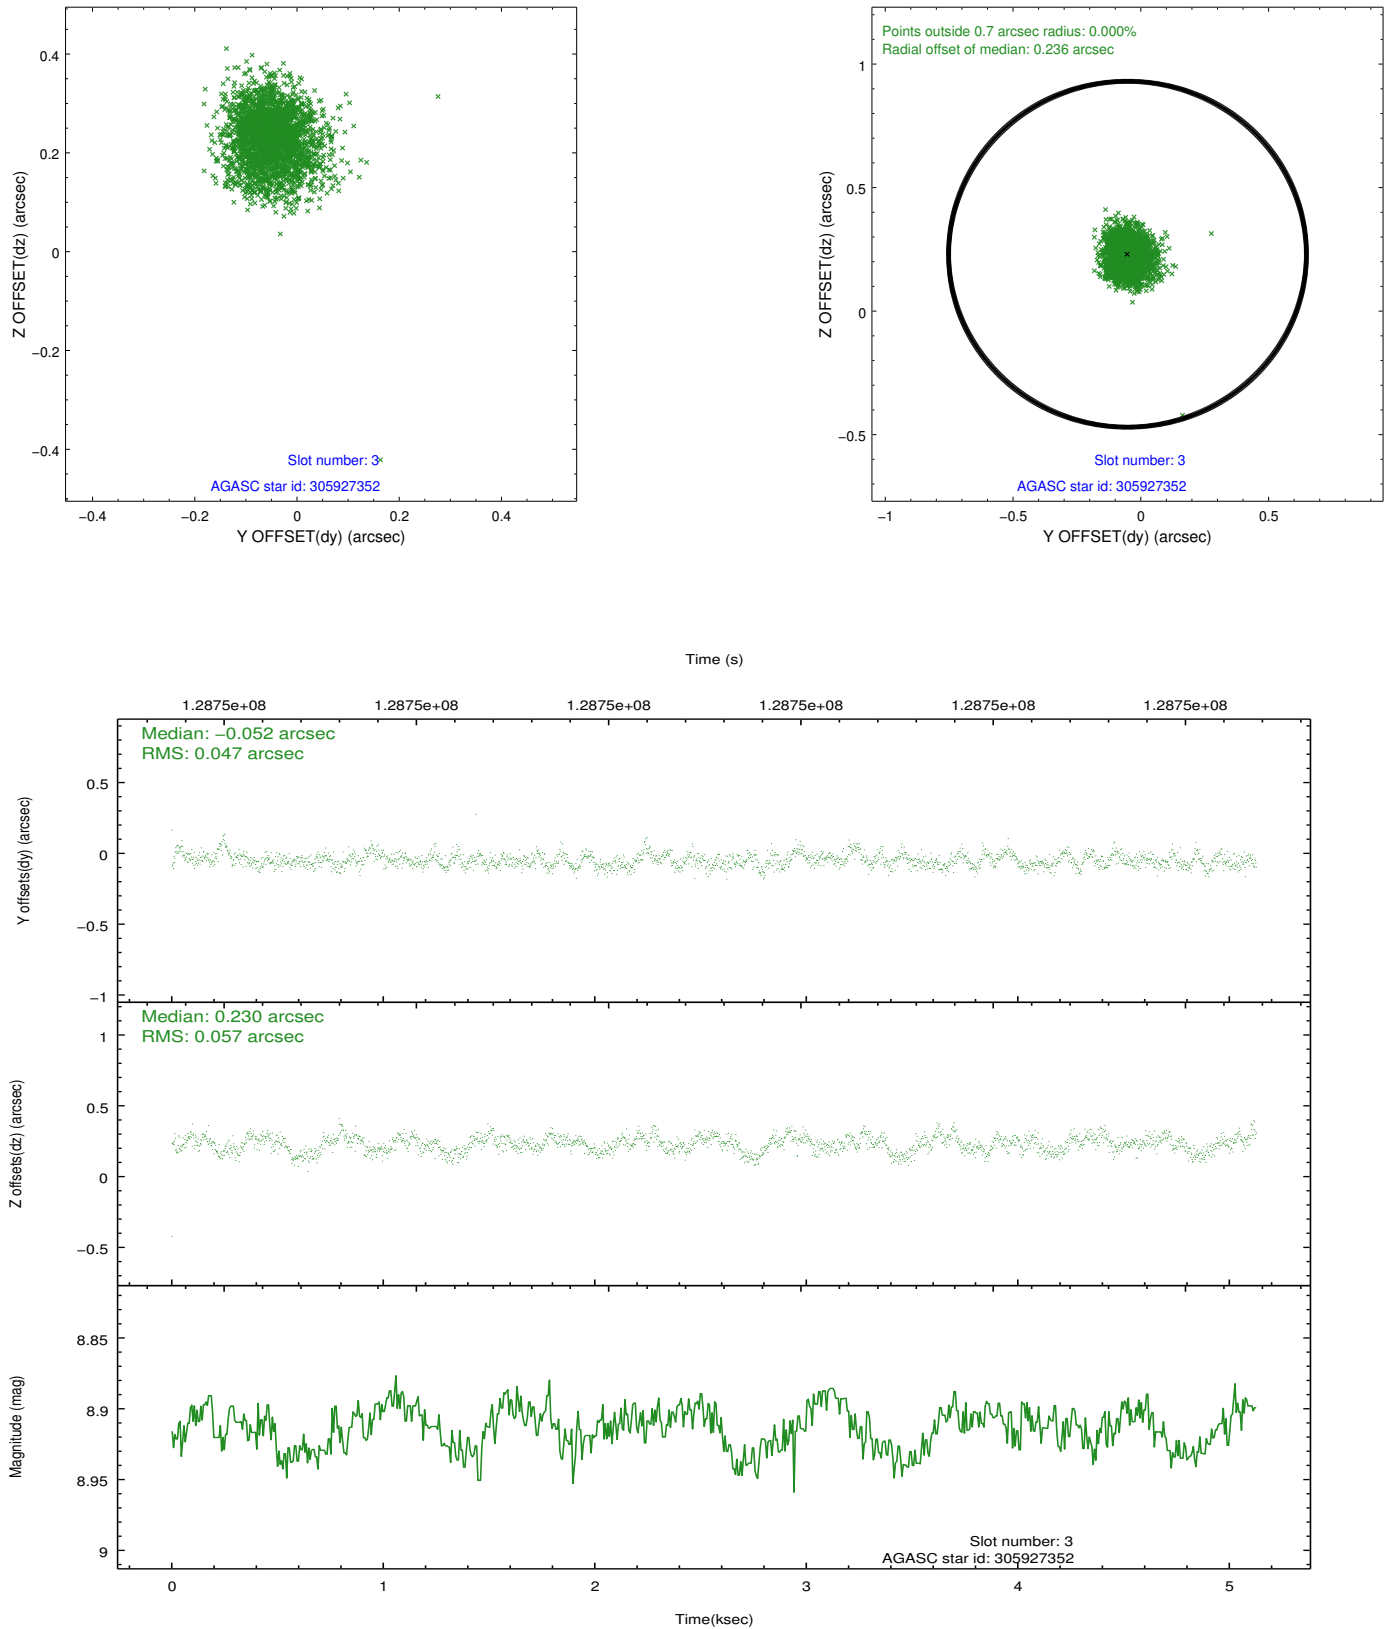 0.4
0.2
0
−0.2
−0.4
Z OFFSET(dz) (arcsec)
Slot number: 3
AGASC star id: 305927352
−0.4 −0.2 0 0.2 0.4
Y OFFSET(dy) (arcsec)
Points outside 0.7 arcsec radius: 0.000%
Radial offset of median: 0.236 arcsec
1
0.5
0
−0.5
Z OFFSET(dz) (arcsec)
Slot number: 3
AGASC star id: 305927352
−1 −0.5 0 0.5
Y OFFSET(dy) (arcsec)
Time (s)
1.2875e+08 1.2875e+08 1.2875e+08 1.2875e+08 1.2875e+08 1.2875e+08
Median: −0.052 arcsec
RMS: 0.047 arcsec
0.5
0
−0.5
−1
Y offsets(dy) (arcsec)
Median: 0.230 arcsec
RMS: 0.057 arcsec
1
0.5
0
−0.5
Z offsets(dz) (arcsec)
8.85
8.9
8.95
9
Magnitude (mag)
Slot number: 3
AGASC star id: 305927352
0 1 2 3 4 5
Time(ksec)